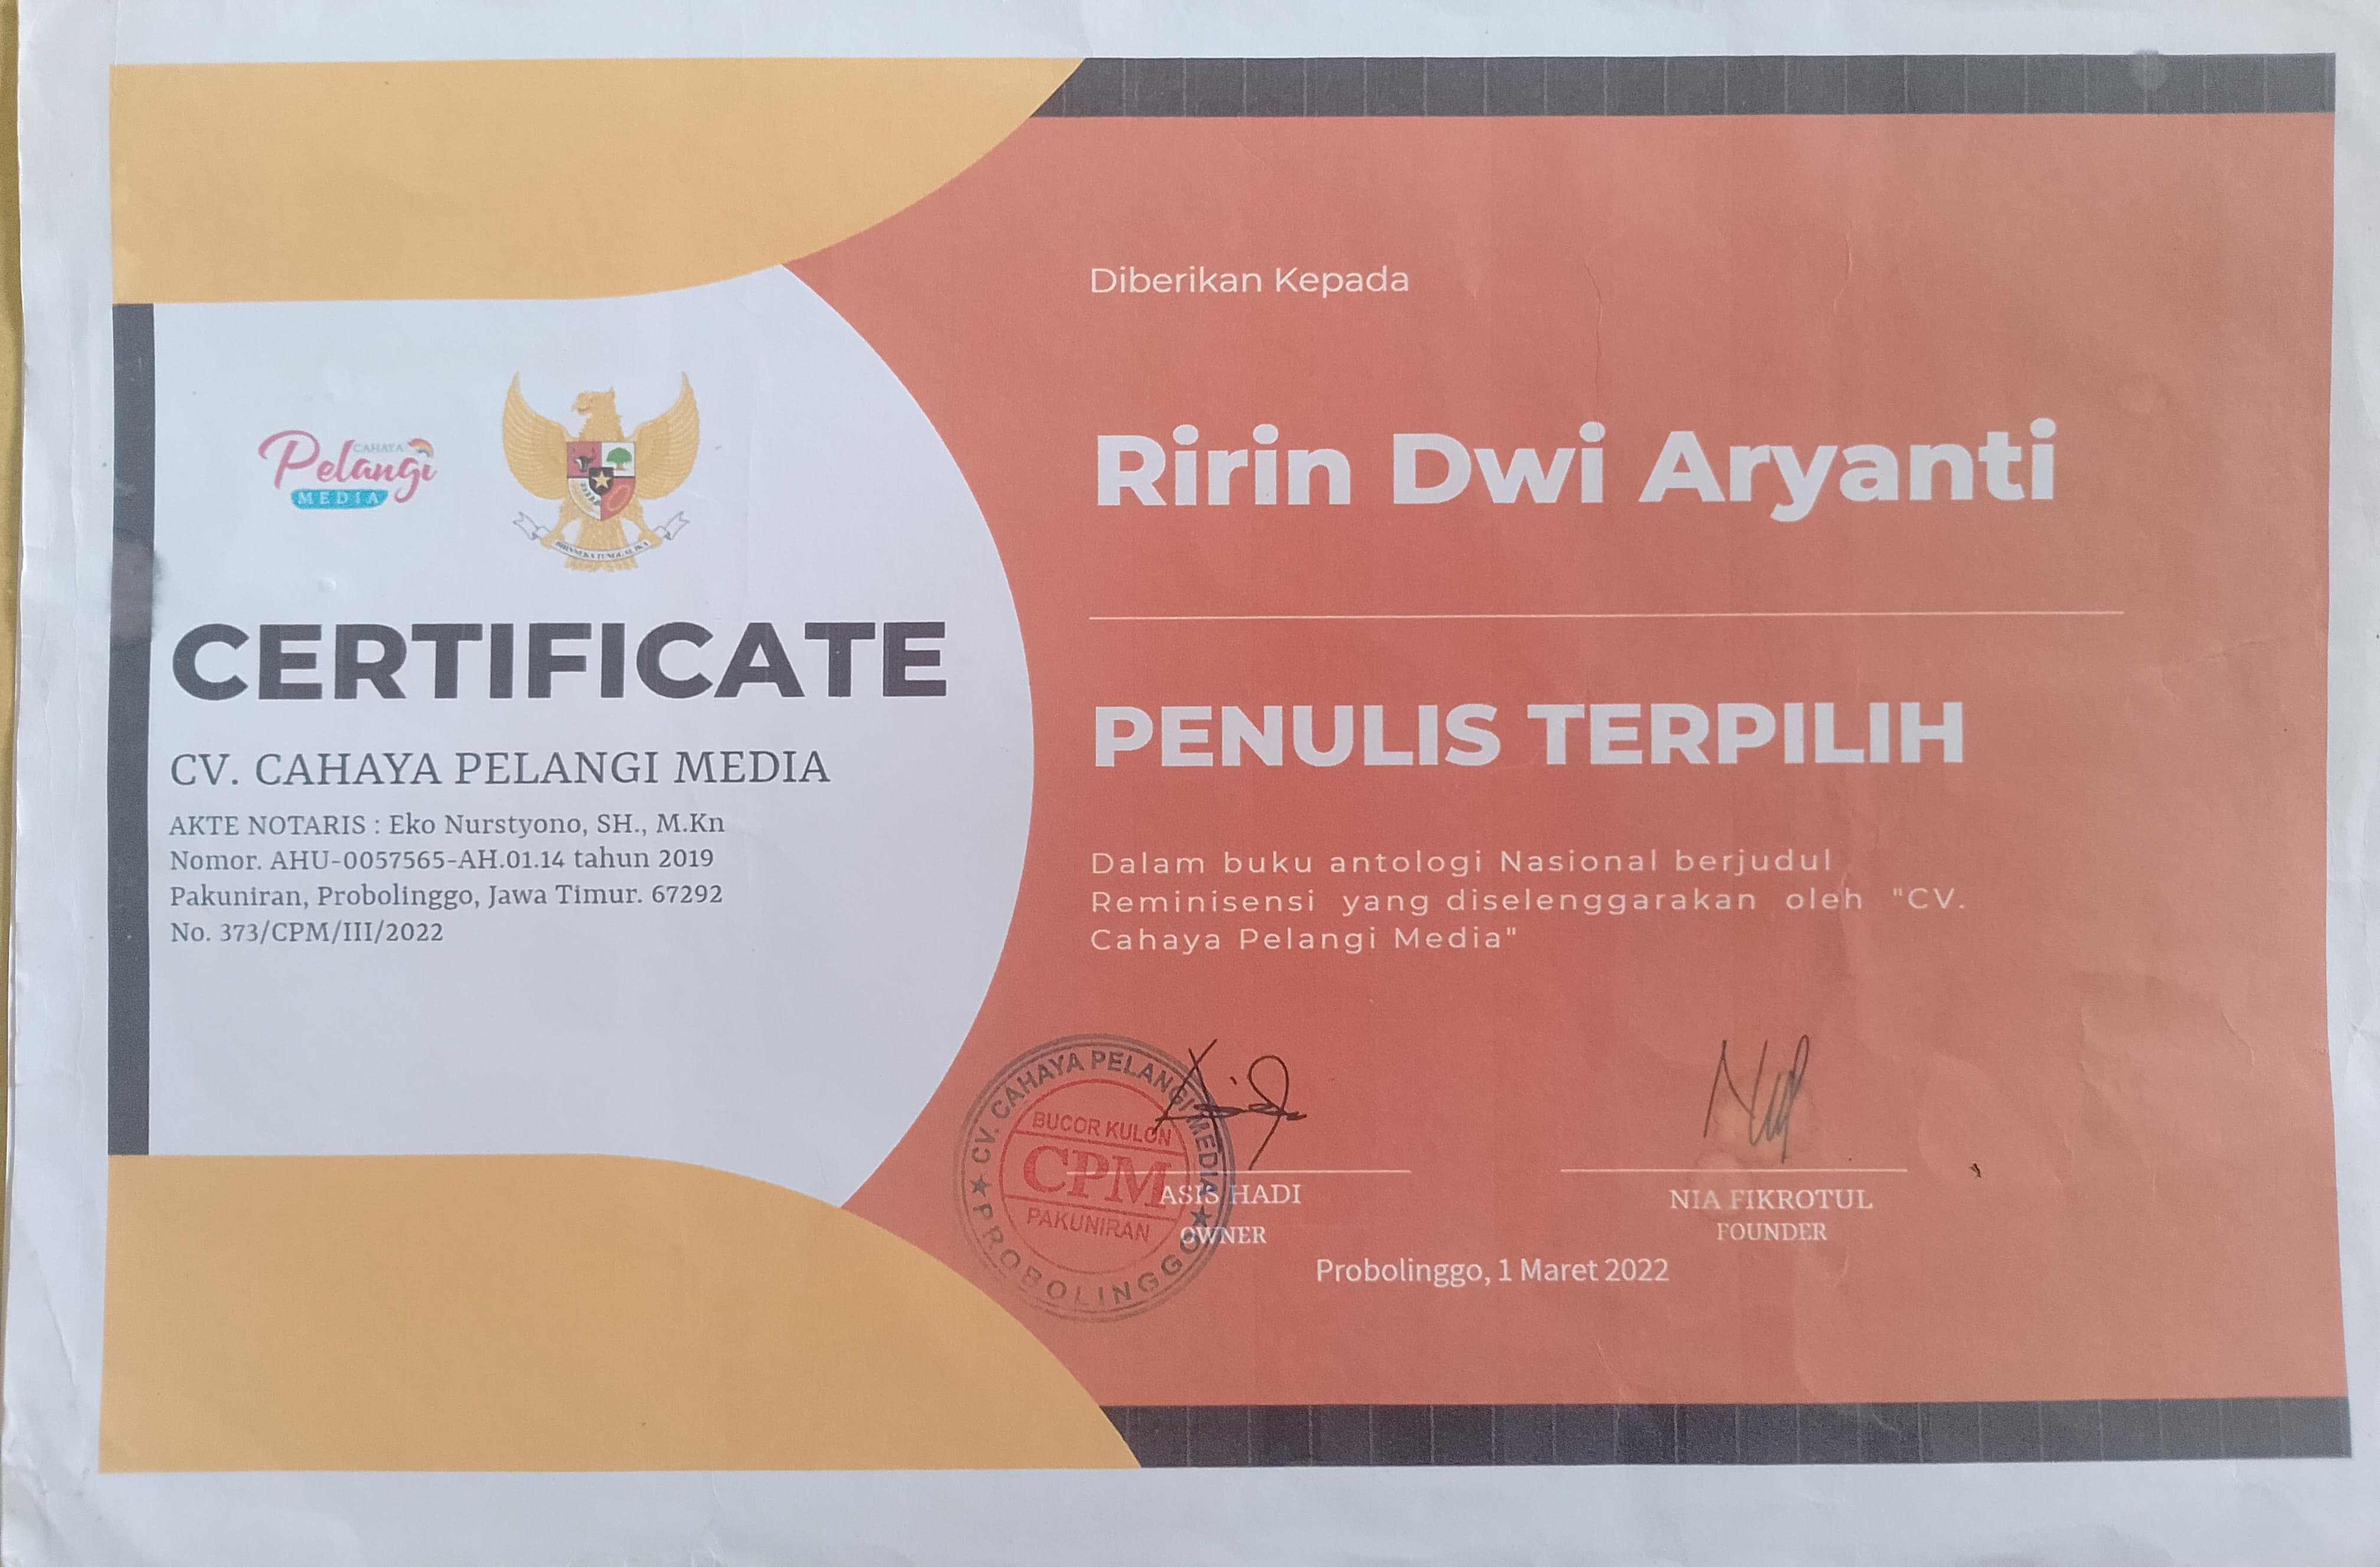 CAHAYA
Pelangi
MEDIA
BHINNEKA TUNGGAL IKA
CERTIFICATE
CV. CAHAYA PELANGI MEDIA
AKTE NOTARIS : Eko Nurstyono, SH., M.Kn
Nomor. AHU-0057565-AH.01.14 tahun 2019
Pakuniran, Probolinggo, Jawa Timur. 67292
No. 373/CPM/III/2022
Diberikan Kepada
Ririn Dwi Aryanti
PENULIS TERPILIH
Dalam buku antologi Nasional berjudul
Reminisensi yang diselenggarakan oleh "CV.
Cahaya Pelangi Media"
CV. CAHAYA PELANGI MEDIA
BUCOR KULON
CPM
PAKUNIRAN
PROBOLINGGO
ASIS HADI
OWNER
NIA FIKROTUL
FOUNDER
Probolinggo, 1 Maret 2022